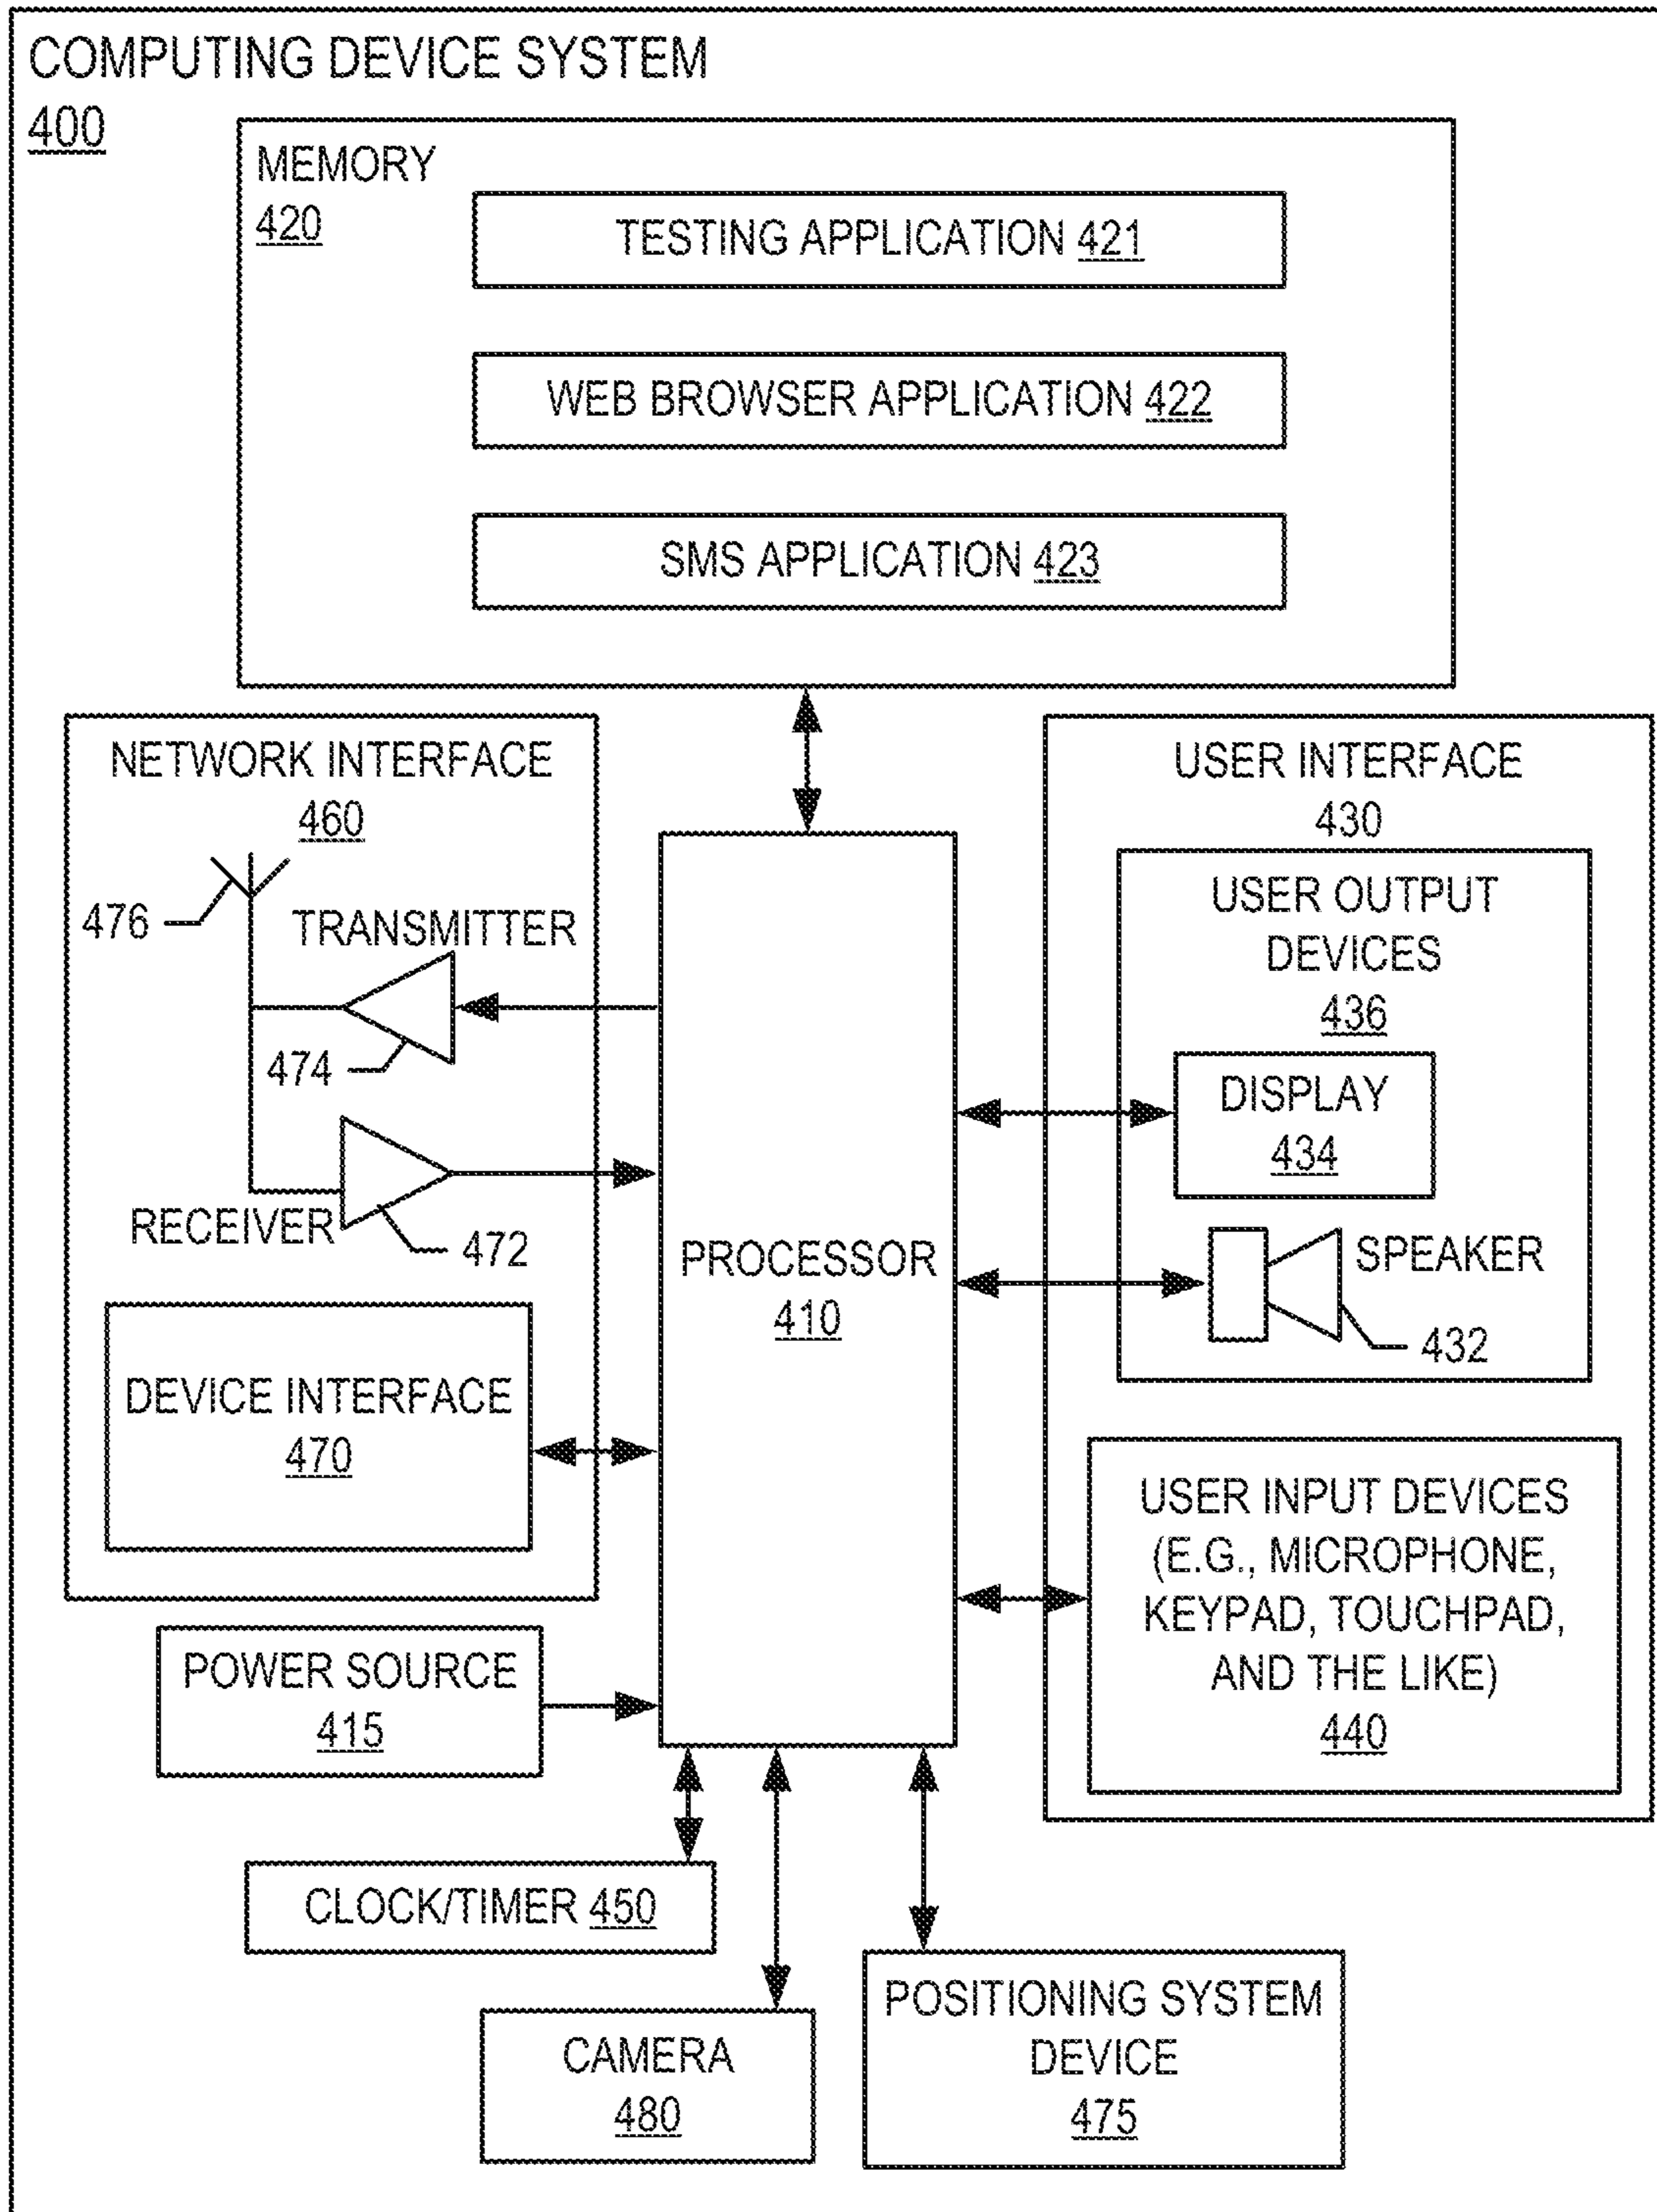 COMPUTING DEVICE SYSTEM
400
MEMORY
420
TESTING APPLICATION 421
WEB BROWSER APPLICATION 422
SMS APPLICATION 423
NETWORK INTERFACE
460
476
TRANSMITTER
474
RECEIVER
472
DEVICE INTERFACE
470
POWER SOURCE
415
PROCESSOR
410
USER INTERFACE
430
USER OUTPUT
DEVICES
436
DISPLAY
434
SPEAKER
432
USER INPUT DEVICES
(E.G., MICROPHONE,
KEYPAD, TOUCHPAD,
AND THE LIKE)
440
CLOCK/TIMER 450
CAMERA
480
POSITIONING SYSTEM
DEVICE
475